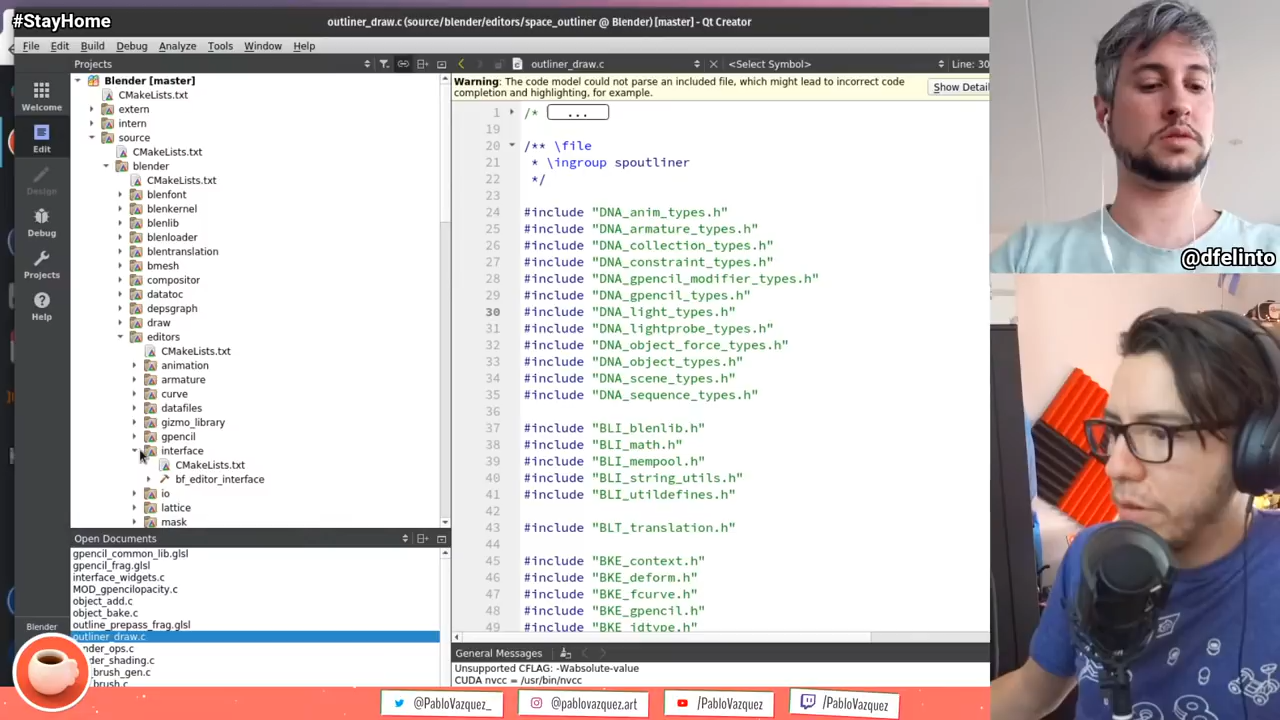 #StayHome
outliner_draw.c (source/blender/editors/space_outliner @ Blender) [master] - Qt Creator
File Edit Build Debug Analyze Tools Window Help
Projects
outliner_draw.c
<Select Symbol>
Line: 30
Warning: The code model could not parse an included file, which might lead to incorrect code completion and highlighting, for example.
Show Detai
Welcome
Edit
Design
Debug
Projects
Help
Blender
Blender [master]
CMakeLists.txt
extern
intern
source
CMakeLists.txt
blender
CMakeLists.txt
blenfont
blenkernel
blenlib
blenloader
blentranslation
bmesh
compositor
datatoc
depsgraph
draw
editors
CMakeLists.txt
animation
armature
curve
datafiles
gizmo_library
gpencil
interface
CMakeLists.txt
bf_editor_interface
io
lattice
mask
Open Documents
gpencil_common_lib.glsl
gpencil_frag.glsl
interface_widgets.c
MOD_gpencilopacity.c
object_add.c
object_bake.c
outline_prepass_frag.glsl
outliner_draw.c
nder_ops.c
der_shading.c
_brush_gen.c
brush.c
1 /* ...
19
20 /** \file
21 * \ingroup spoutliner
22 */
23
24 #include "DNA_anim_types.h"
25 #include "DNA_armature_types.h"
26 #include "DNA_collection_types.h"
27 #include "DNA_constraint_types.h"
28 #include "DNA_gpencil_modifier_types.h"
29 #include "DNA_gpencil_types.h"
30 #include "DNA_light_types.h"
31 #include "DNA_lightprobe_types.h"
32 #include "DNA_object_force_types.h"
33 #include "DNA_object_types.h"
34 #include "DNA_scene_types.h"
35 #include "DNA_sequence_types.h"
36
37 #include "BLI_blenlib.h"
38 #include "BLI_math.h"
39 #include "BLI_mempool.h"
40 #include "BLI_string_utils.h"
41 #include "BLI_utildefines.h"
43 #include "BLT_translation.h"
44
45 #include "BKE_context.h"
46 #include "BKE_deform.h"
47 #include "BKE_fcurve.h"
48 #include "BKE_gpencil.h"
49 #include "BKE_idtype.h"
General Messages
Unsupported CFLAG: -Wabsolute-value
CUDA nvcc = /usr/bin/nvcc
@dfelinto
@PabloVazquez_
@pablovazquez.art
/PabloVazquez
/PabloVazquez